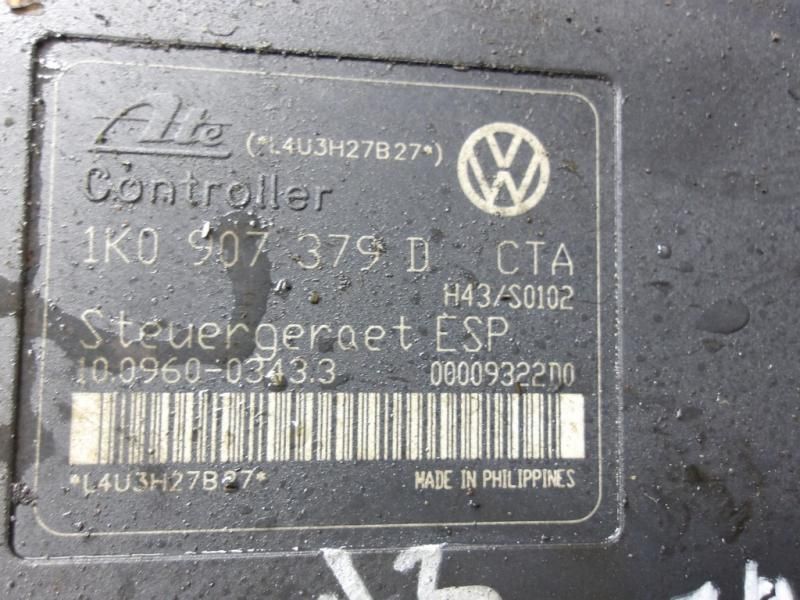 Ate (*L4U3H27B27*)
Controller
1K0 907 379 D CTA
H43/S0102
Steuergeraet ESP
10.0960-0343.3 00009322D0
*L4U3H27B27* MADE IN PHILIPPINES